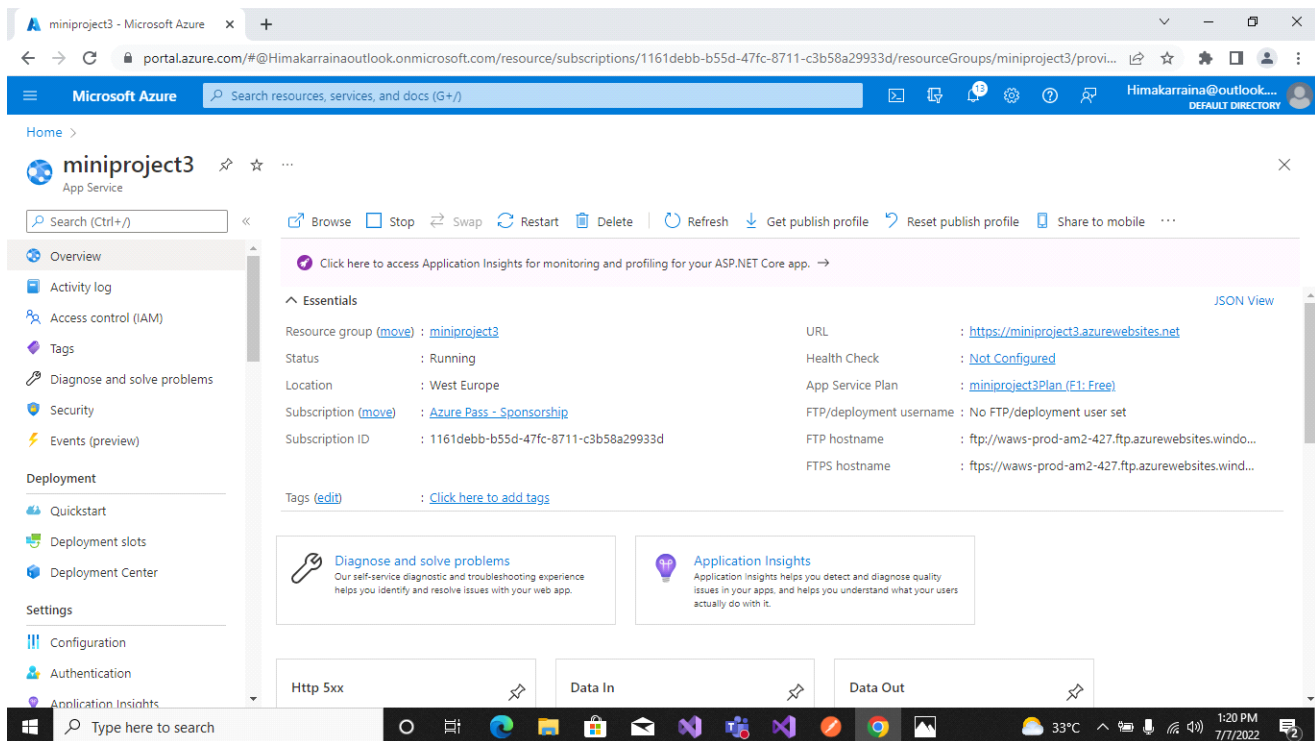 miniproject3 - Microsoft Azure
portal.azure.com/#@Himakarrainaoutlook.onmicrosoft.com/resource/subscriptions/1161debb-b55d-47fc-8711-c3b58a29933d/resourceGroups/miniproject3/provi...
Microsoft Azure
Search resources, services, and docs (G+/)
13
Himakarraina@outlook....
DEFAULT DIRECTORY
Home >
miniproject3
App Service
Search (Ctrl+/)
Browse Stop Swap Restart Delete Refresh Get publish profile Reset publish profile Share to mobile ...
Overview
Activity log
Access control (IAM)
Tags
Diagnose and solve problems
Security
Events (preview)
Deployment
Quickstart
Deployment slots
Deployment Center
Settings
Configuration
Authentication
Application Insights
Click here to access Application Insights for monitoring and profiling for your ASP.NET Core app. →
Essentials
JSON View
Resource group (move) : miniproject3
Status : Running
Location : West Europe
Subscription (move) : Azure Pass - Sponsorship
Subscription ID : 1161debb-b55d-47fc-8711-c3b58a29933d
Tags (edit) : Click here to add tags
URL : https://miniproject3.azurewebsites.net
Health Check : Not Configured
App Service Plan : miniproject3Plan (F1: Free)
FTP/deployment username : No FTP/deployment user set
FTP hostname : ftp://waws-prod-am2-427.ftp.azurewebsites.windo...
FTPS hostname : ftps://waws-prod-am2-427.ftp.azurewebsites.wind...
Diagnose and solve problems
Our self-service diagnostic and troubleshooting experience
helps you identify and resolve issues with your web app.
Application Insights
Application Insights helps you detect and diagnose quality
issues in your apps, and helps you understand what your users
actually do with it.
Http 5xx
Data In
Data Out
Type here to search
33°C
1:20 PM
7/7/2022
2